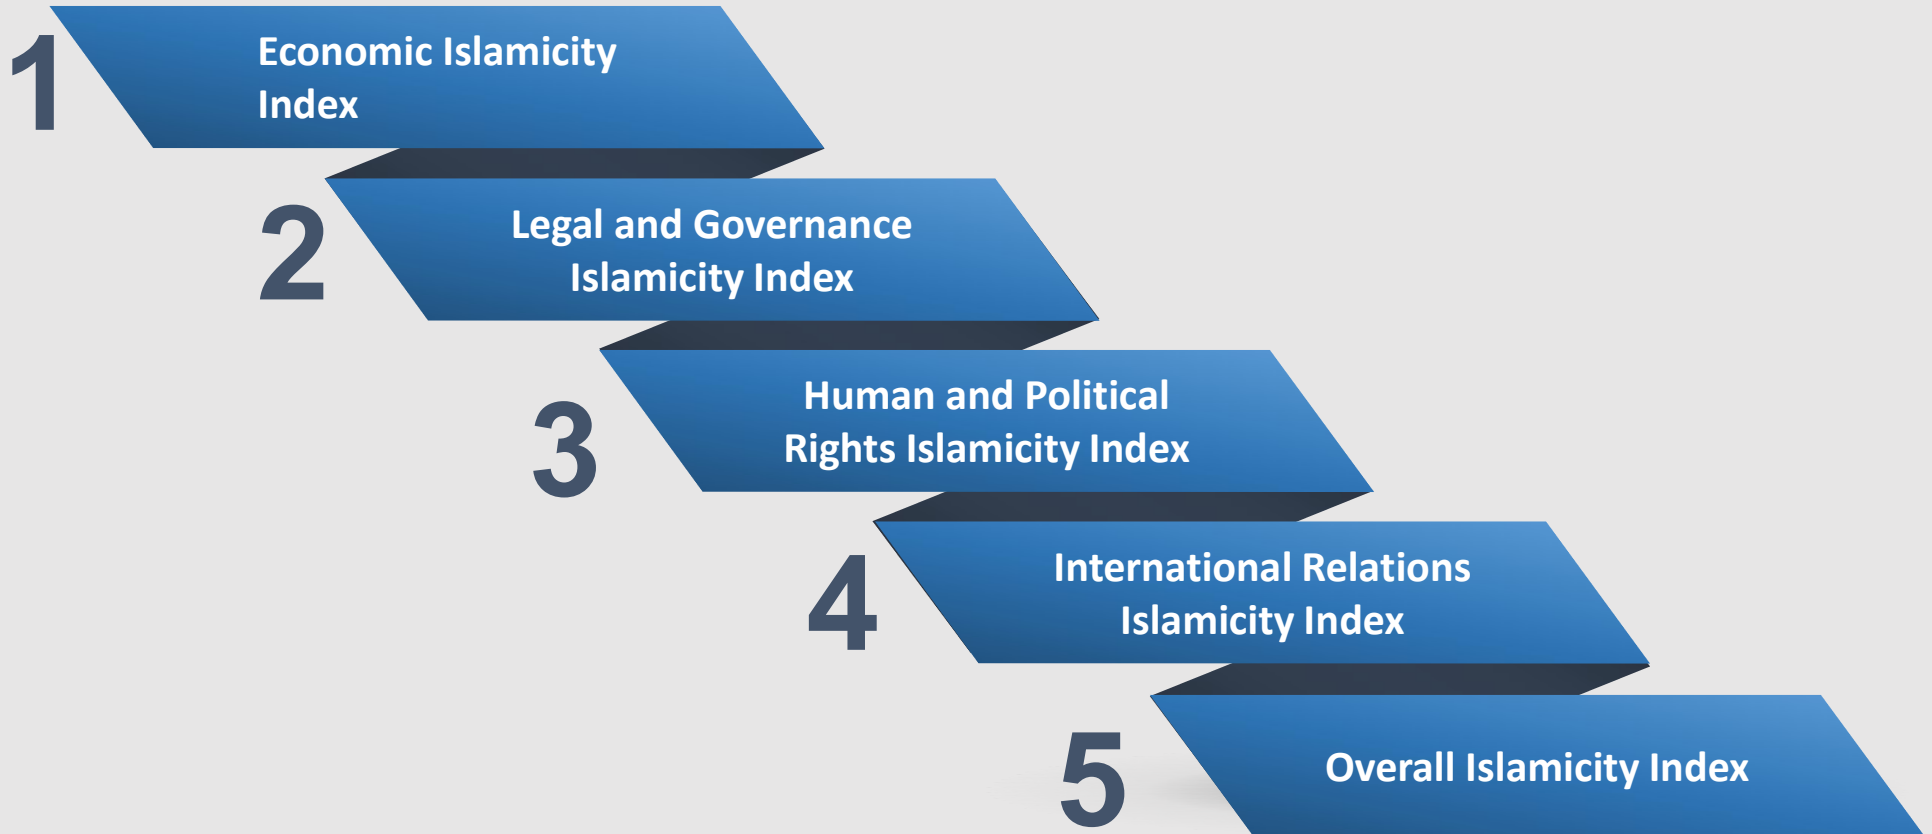 1
Economic Islamicity
Index
2
Legal and Governance
Islamicity Index
3
Human and Political
Rights Islamicity Index
4
International Relations
Islamicity Index
5
Overall Islamicity Index